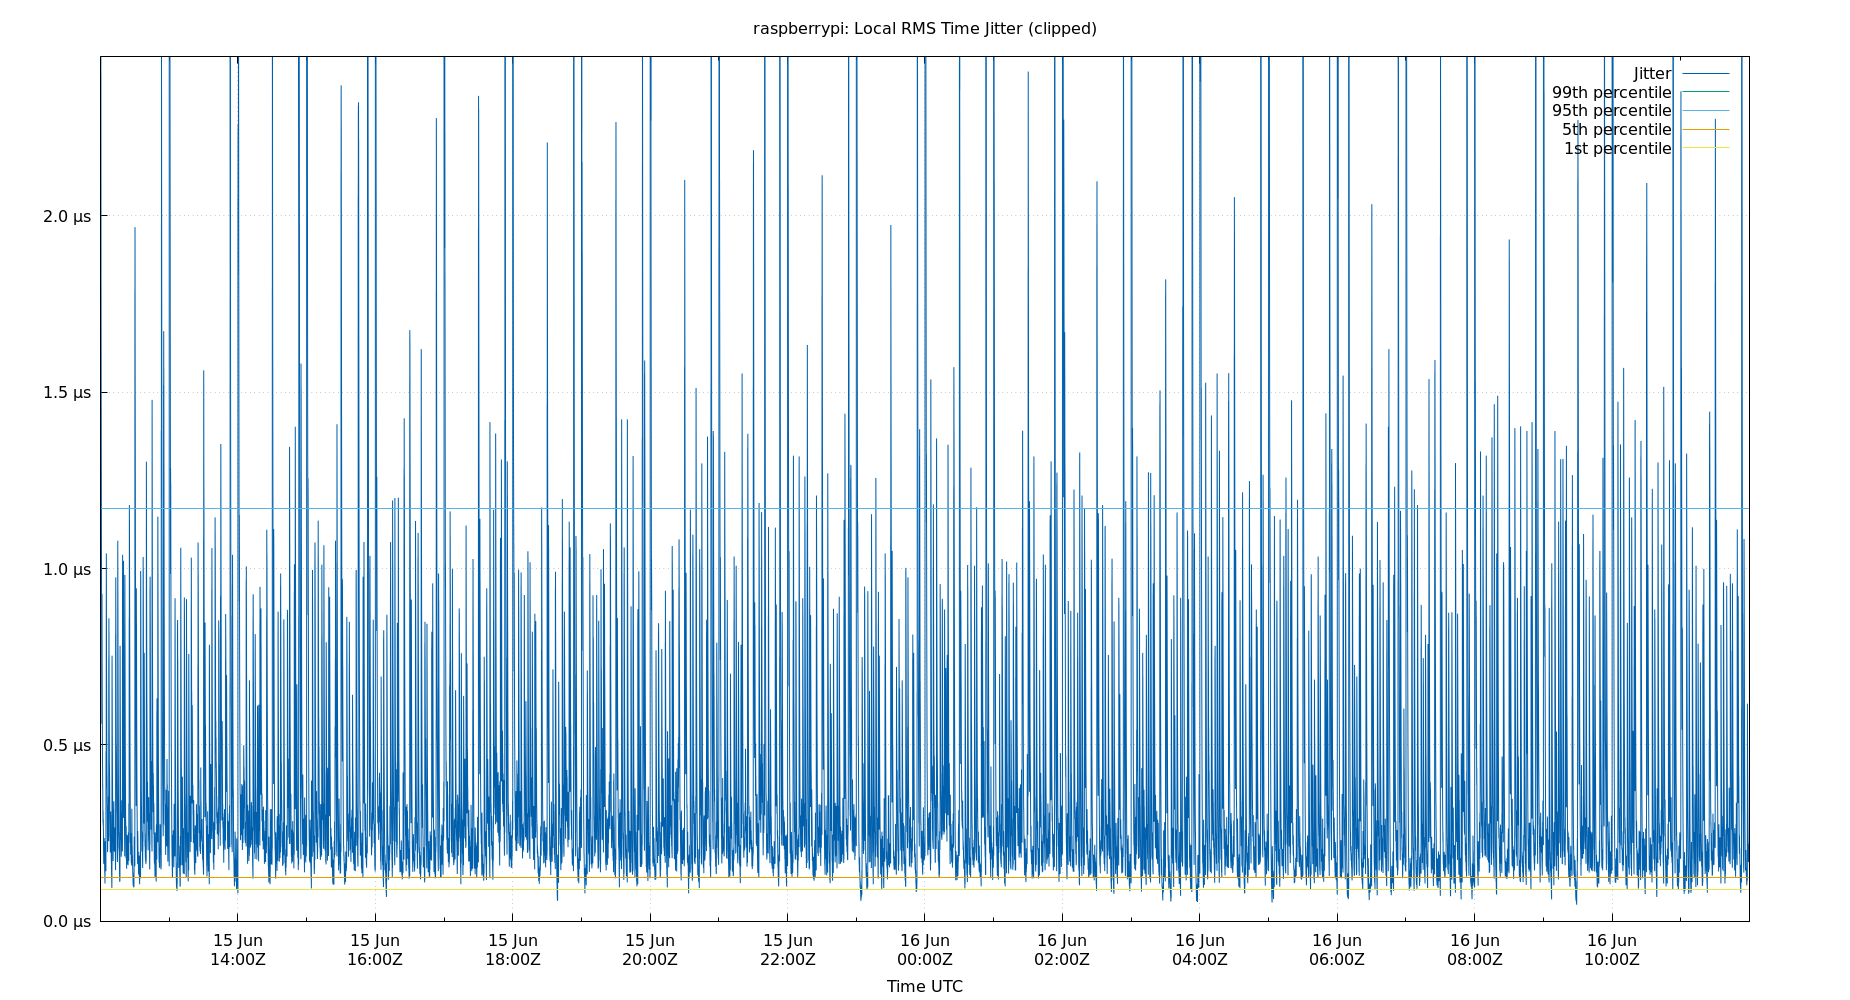 raspberrypi: Local RMS Time Jitter (clipped)
Jitter
99th percentile
95th percentile
5th percentile
1st percentile
2.0 μs
1.5 μs
1.0 μs
0.5 μs
0.0 μs
15 Jun 15 Jun 15 Jun 15 Jun 15 Jun 16 Jun 16 Jun 16 Jun 16 Jun 16 Jun 16 Jun
14:00Z 16:00Z 18:00Z 20:00Z 22:00Z 00:00Z 02:00Z 04:00Z 06:00Z 08:00Z 10:00Z
Time UTC